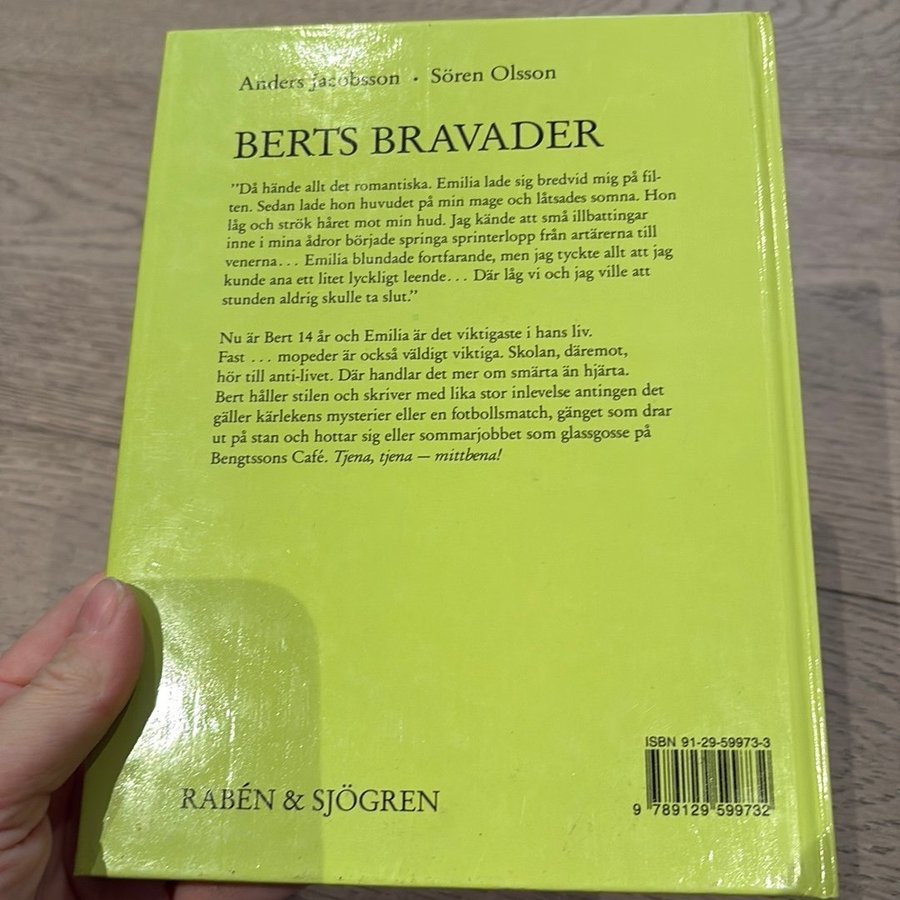 Anders Jacobsson · Sören Olsson
BERTS BRAVADER
”Då hände allt det romantiska. Emilia lade sig bredvid mig på fil-
ten. Sedan lade hon huvudet på min mage och låtsades somna. Hon
låg och strök håret mot min hud. Jag kände att små illbattingar
inne i mina ådror började springa sprinterlopp från artärerna till
venerna... Emilia blundade fortfarande, men jag tyckte allt att jag
kunde ana ett litet lyckligt leende... Där låg vi och jag ville att
stunden aldrig skulle ta slut.”
Nu är Bert 14 år och Emilia är det viktigaste i hans liv.
Fast ... mopeder är också väldigt viktiga. Skolan, däremot,
hör till anti-livet. Där handlar det mer om smärta än hjärta.
Bert håller stilen och skriver med lika stor inlevelse antingen det
gäller kärlekens mysterier eller en fotbollsmatch, gänget som drar
ut på stan och hottar sig eller sommarjobbet som glassgosse på
Bengtssons Café. Tjena, tjena — mittbena!
ISBN 91-29-59973-3
9 789129 599732
RABÉN & SJÖGREN